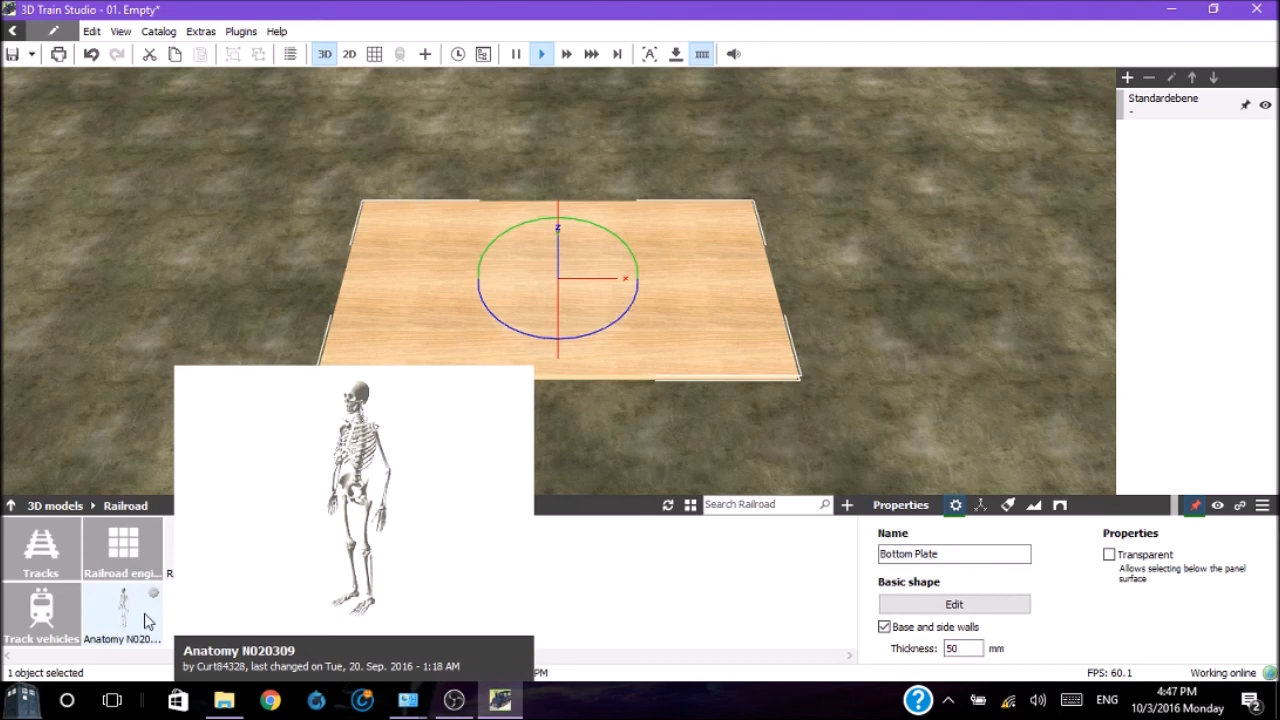 3D Train Studio - 01. Empty*
Edit View Catalog Extras Plugins Help
3D 2D
Standardebene
-
z
x
3D models Railroad
Search Railroad
Properties
Tracks
Railroad engi...
R
Track vehicles
Anatomy N020...
Anatomy N020309
by Curt84328, last changed on Tue, 20. Sep. 2016 - 1:18 AM
PM
Name
Bottom Plate
Basic shape
Edit
Base and side walls
Thickness: 50 mm
Properties
Transparent
Allows selecting below the panel
surface
1 object selected
FPS: 60.1
Working online
ENG
4:47 PM
10/3/2016 Monday
2